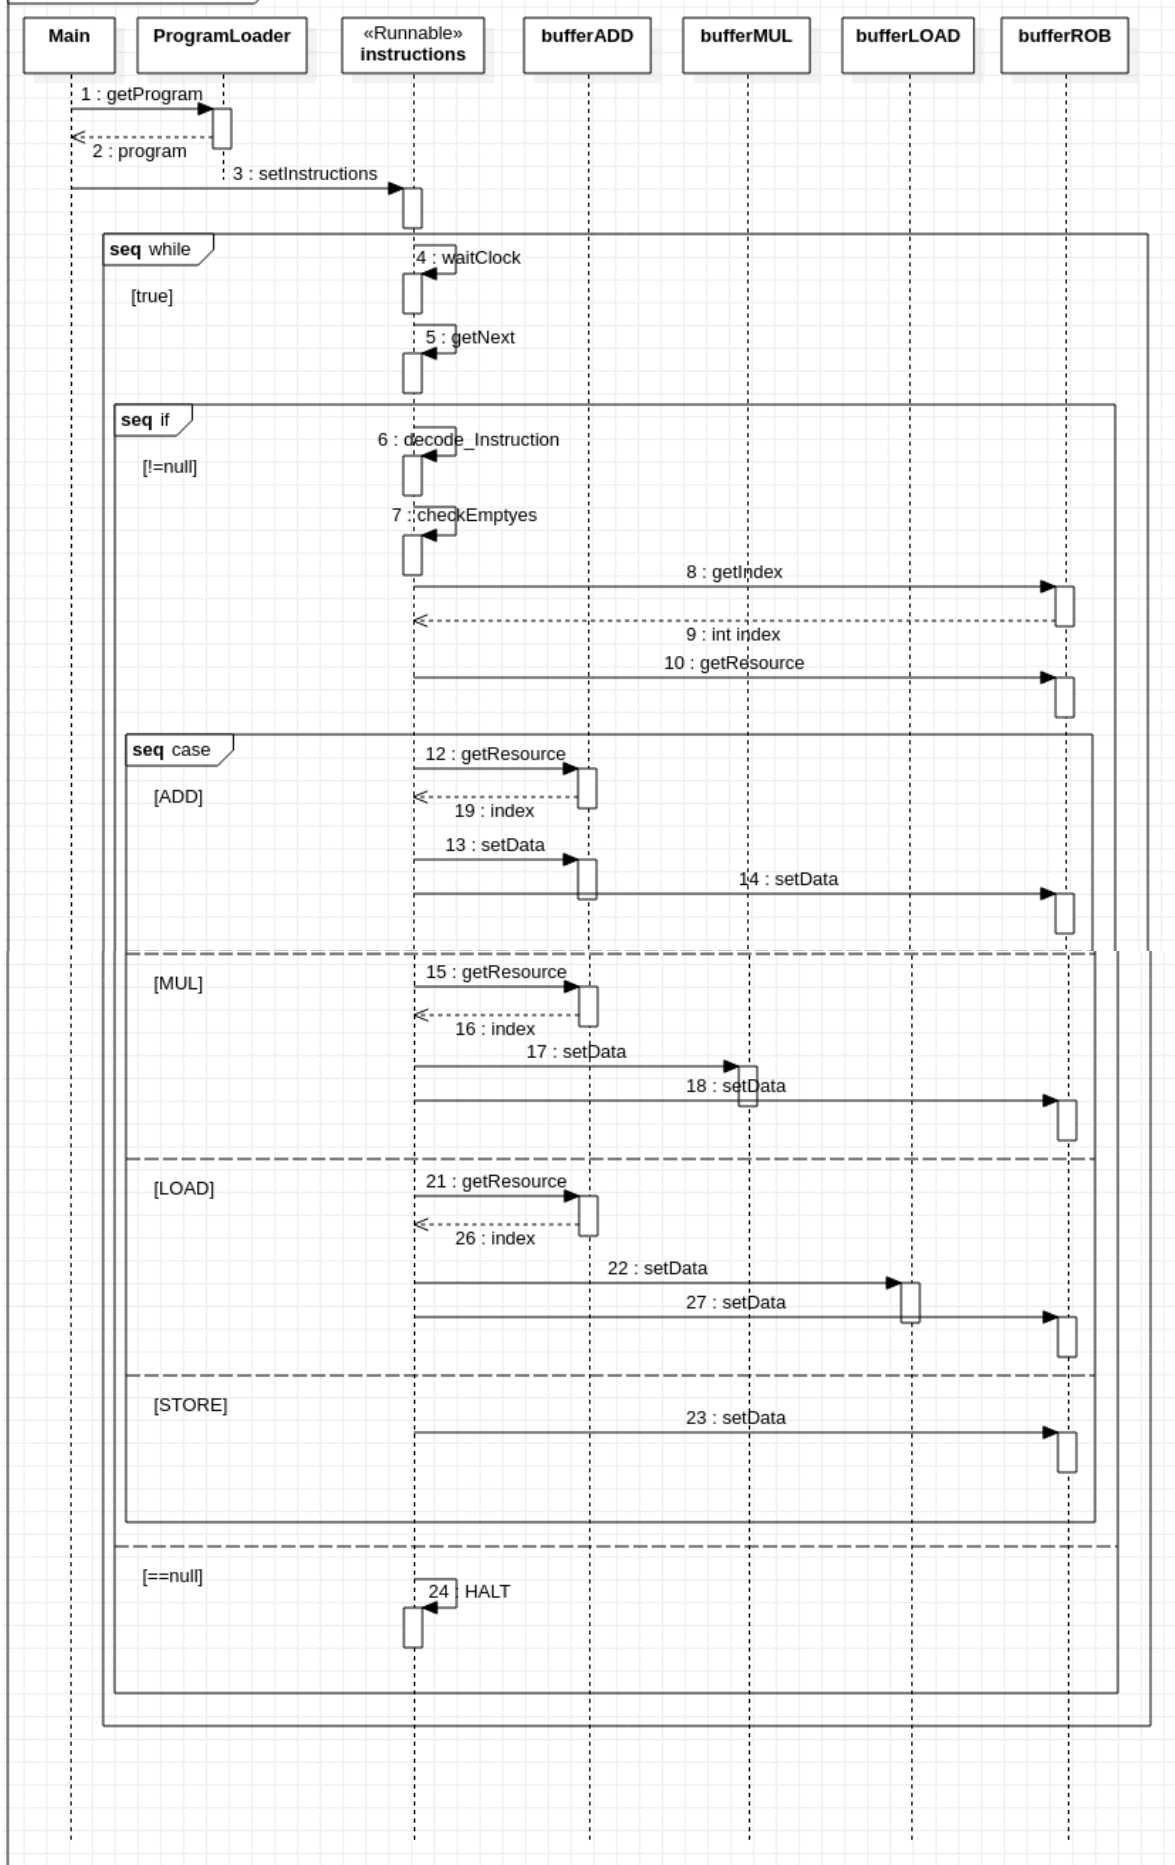 Main
ProgramLoader
«Runnable»
instructions
bufferADD
bufferMUL
bufferLOAD
bufferROB
1 : getProgram
2 : program
3 : setInstructions
seq while
4 : waitClock
[true]
5 : getNext
seq if
6 : decode_Instruction
[!=null]
7 : checkEmptyes
8 : getIndex
9 : int index
10 : getResource
seq case
12 : getResource
[ADD]
19 : index
13 : setData
14 : setData
15 : getResource
[MUL]
16 : index
17 : setData
18 : setData
21 : getResource
[LOAD]
26 : index
22 : setData
27 : setData
[STORE]
23 : setData
[==null]
24 : HALT